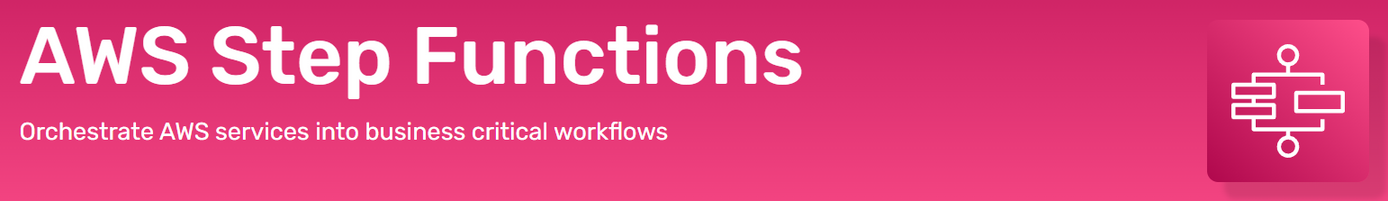 AWS Step Functions
Orchestrate AWS services into business critical workflows